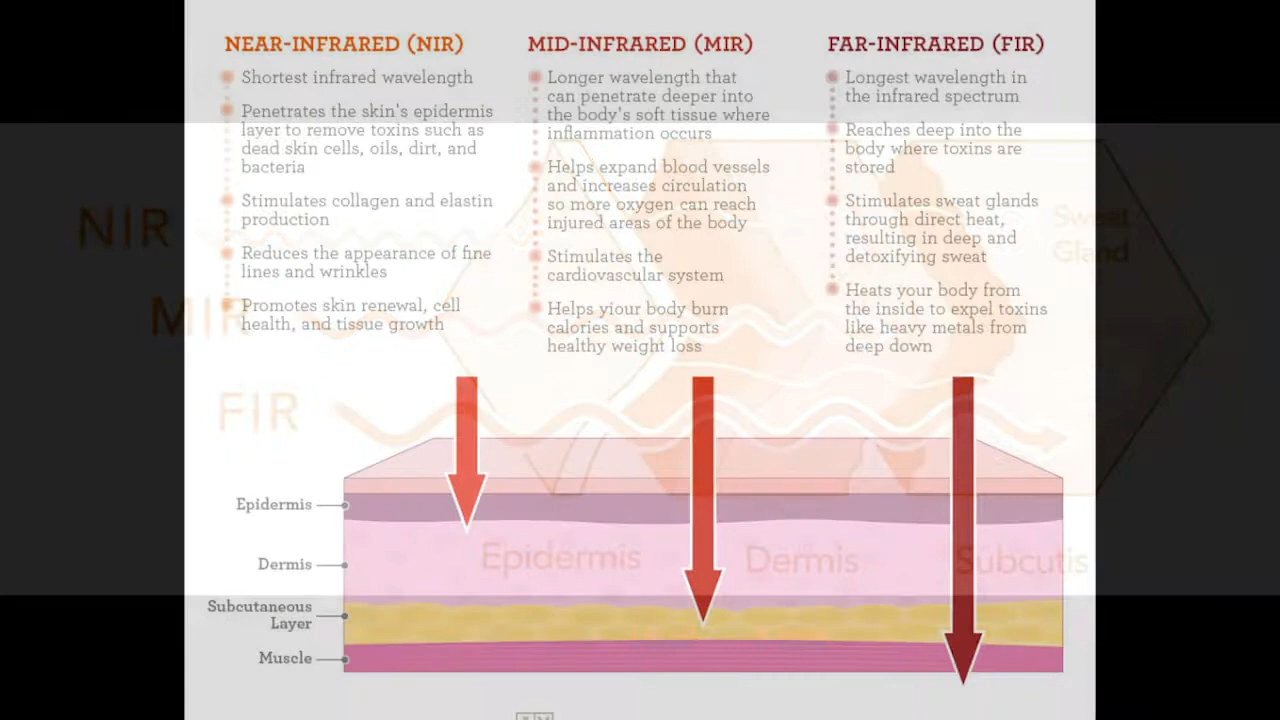 NEAR-INFRARED (NIR)
Shortest infrared wavelength
Penetrates the skin's epidermis
layer to remove toxins such as
dead skin cells, oils, dirt, and
bacteria
Stimulates collagen and elastin
production
Reduces the appearance of fine
lines and wrinkles
Promotes skin renewal, cell
health, and tissue growth
MID-INFRARED (MIR)
Longer wavelength that
can penetrate deeper into
the body's soft tissue where
inflammation occurs
Helps expand blood vessels
and increases circulation
so more oxygen can reach
injured areas of the body
Stimulates the
cardiovascular system
Helps your body burn
calories and supports
healthy weight loss
FAR-INFRARED (FIR)
Longest wavelength in
the infrared spectrum
Reaches deep into the
body where toxins are
stored
Stimulates sweat glands
through direct heat,
resulting in deep and
detoxifying sweat
Heats your body from
the inside to expel toxins
like heavy metals from
deep down
NIR
MIR
FIR
Sweat
Gland
Epidermis
Dermis
Subcutaneous
Layer
Muscle
Epidermis
Dermis
Subcutis